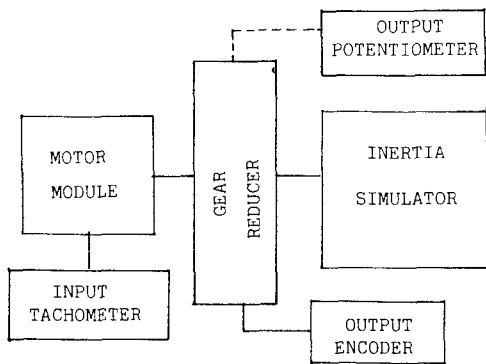 OUTPUT
POTENTIOMETER
MOTOR
MODULE
GEAR
REDUCER
INERTIA
SIMULATOR
INPUT
TACHOMETER
OUTPUT
ENCODER